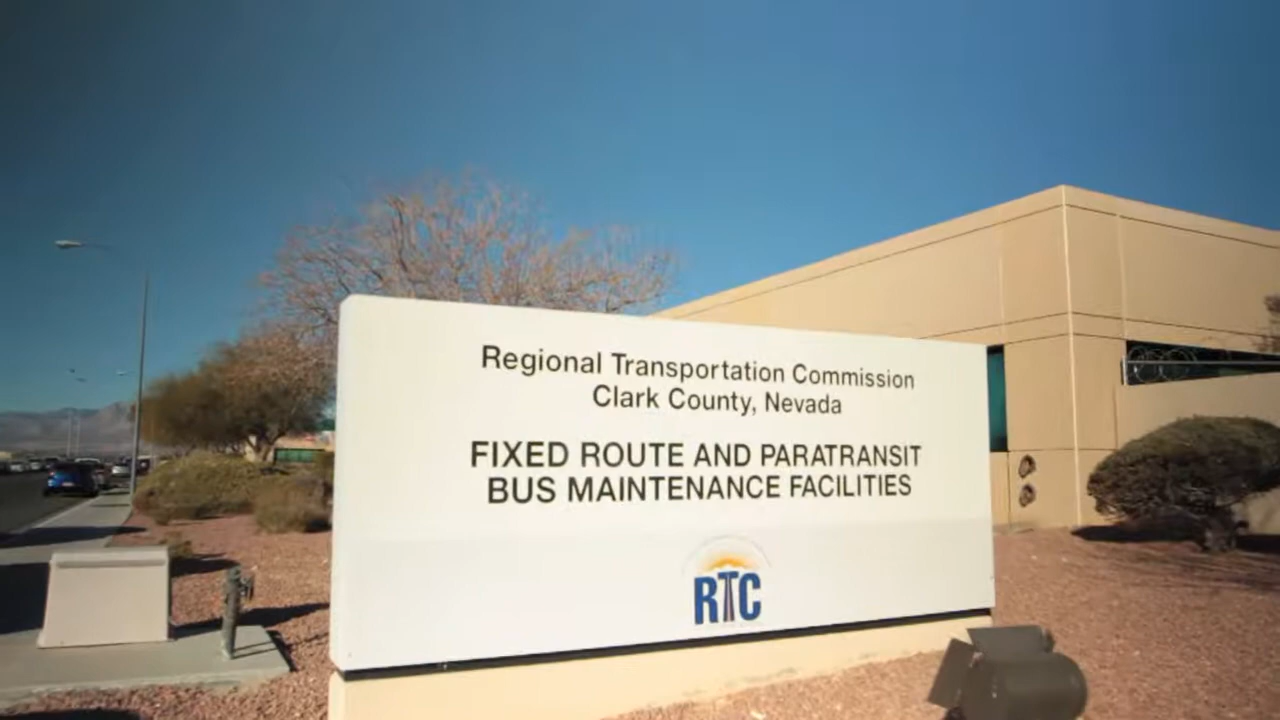 Regional Transportation Commission
Clark County, Nevada
FIXED ROUTE AND PARATRANSIT
BUS MAINTENANCE FACILITIES
RTC